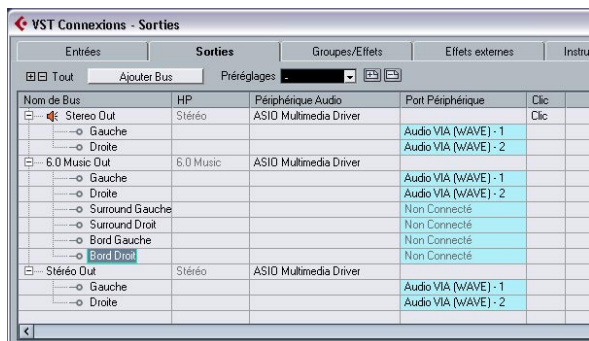 VST Connexions - Sorties
Entrées Sorties Groupes/Effets Effets externes Instru
Tout Ajouter Bus Préréglages -
Nom de Bus HP Périphérique Audio Port Périphérique Clic
Stereo Out Stéréo ASIO Multimedia Driver Clic
Gauche Audio VIA (WAVE) - 1
Droite Audio VIA (WAVE) - 2
6.0 Music Out 6.0 Music ASIO Multimedia Driver
Gauche Audio VIA (WAVE) - 1
Droite Audio VIA (WAVE) - 2
Surround Gauche Non Connecté
Surround Droit Non Connecté
Bord Gauche Non Connecté
Bord Droit Non Connecté
Stéréo Out Stéréo ASIO Multimedia Driver
Gauche Audio VIA (WAVE) - 1
Droite Audio VIA (WAVE) - 2